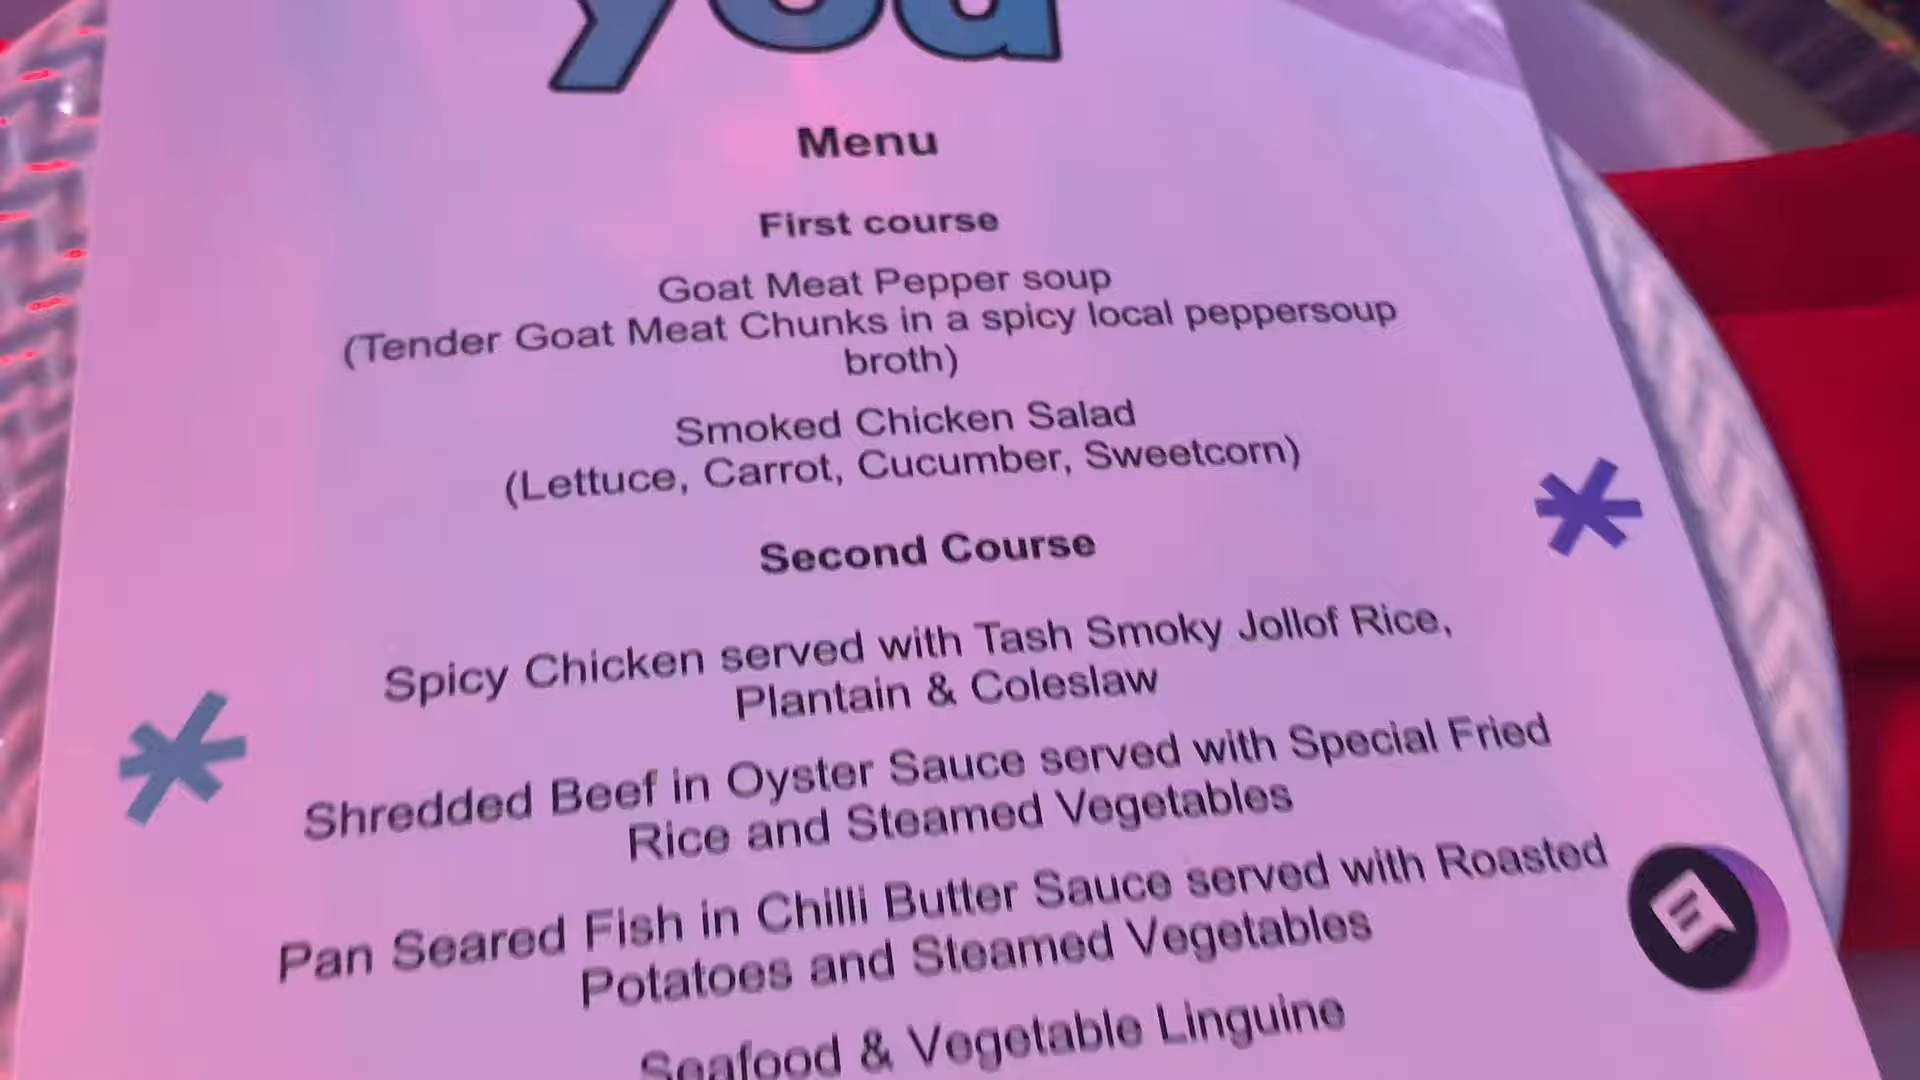 you
Menu
First course
Goat Meat Pepper soup
(Tender Goat Meat Chunks in a spicy local peppersoup
broth)
Smoked Chicken Salad
(Lettuce, Carrot, Cucumber, Sweetcorn)
Second Course
Spicy Chicken served with Tash Smoky Jollof Rice,
Plantain & Coleslaw
Shredded Beef in Oyster Sauce served with Special Fried
Rice and Steamed Vegetables
Pan Seared Fish in Chilli Butter Sauce served with Roasted
Potatoes and Steamed Vegetables
Seafood & Vegetable Linguine